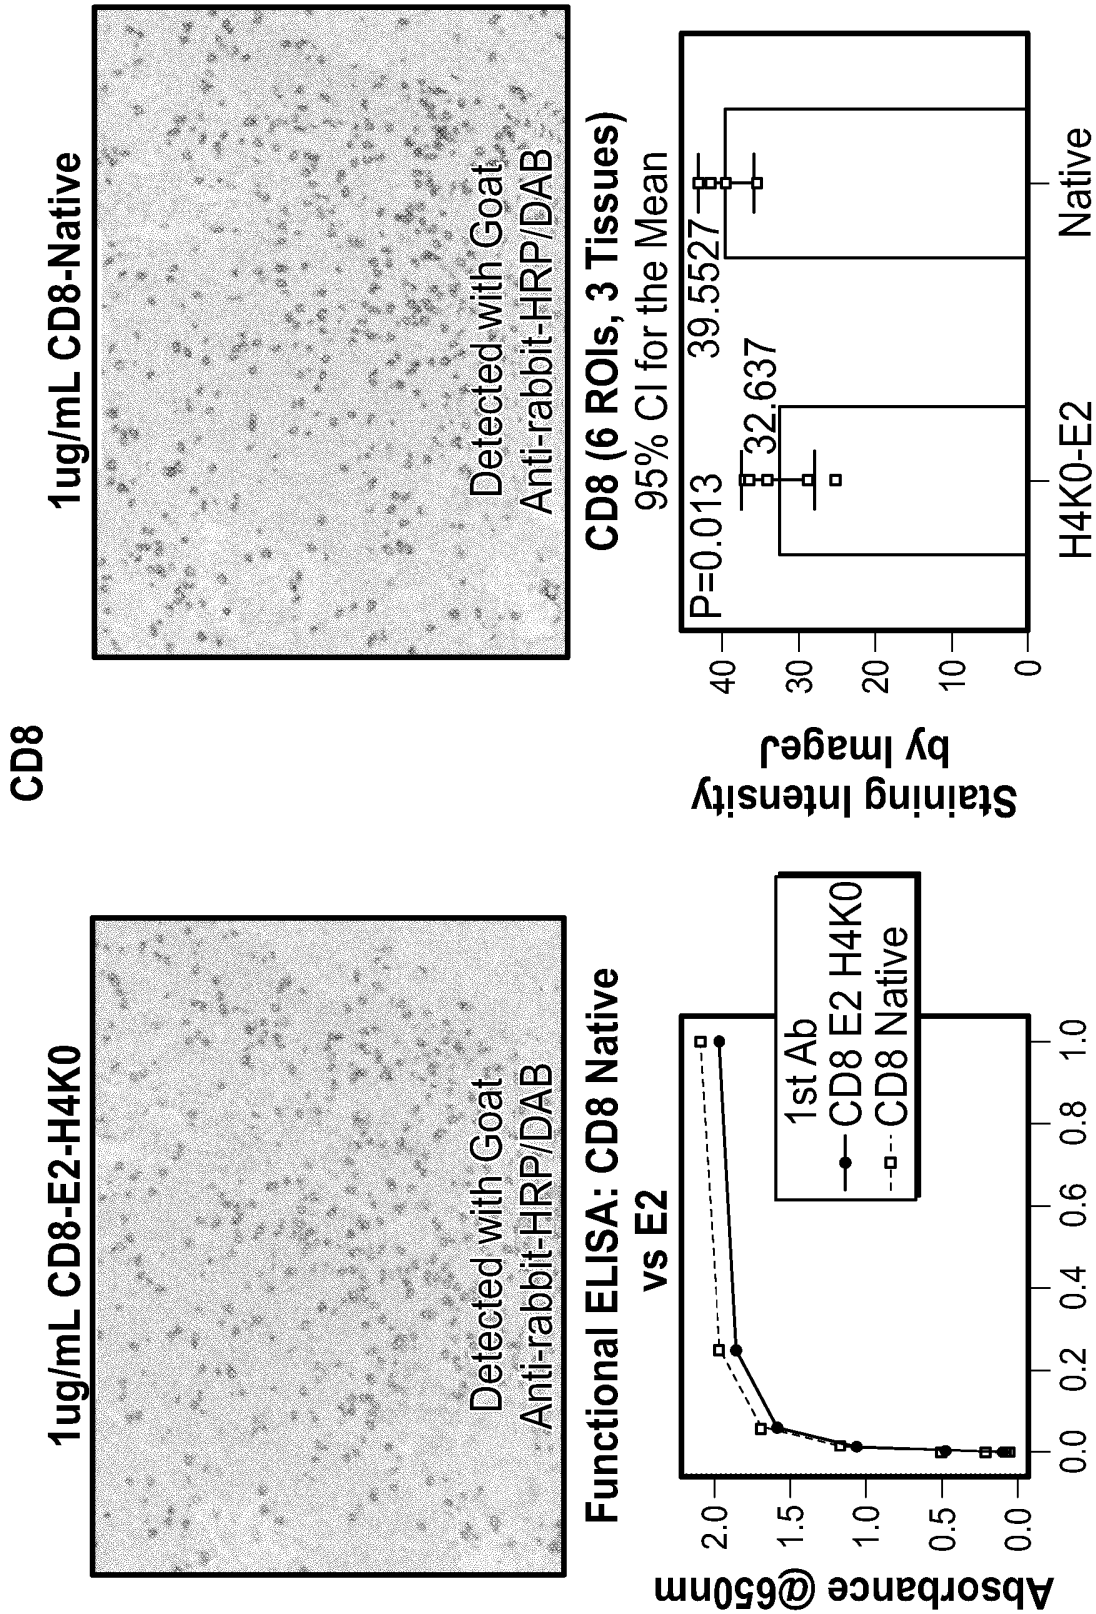 CD8
1ug/mL CD8-E2-H4K0
Detected with Goat
Anti-rabbit-HRP/DAB
1ug/mL CD8-Native
Detected with Goat
Anti-rabbit-HRP/DAB
Functional ELISA: CD8 Native
vs E2
Absorbance @650nm
2.0
1.5
1.0
0.5
0.0
0.0 0.2 0.4 0.6 0.8 1.0
1st Ab
CD8 E2 H4K0
CD8 Native
CD8 (6 ROIs, 3 Tissues)
95% CI for the Mean
Staining Intensity
by ImageJ
40
30
20
10
0
P=0.013
32.637
39.5527
H4K0-E2 Native